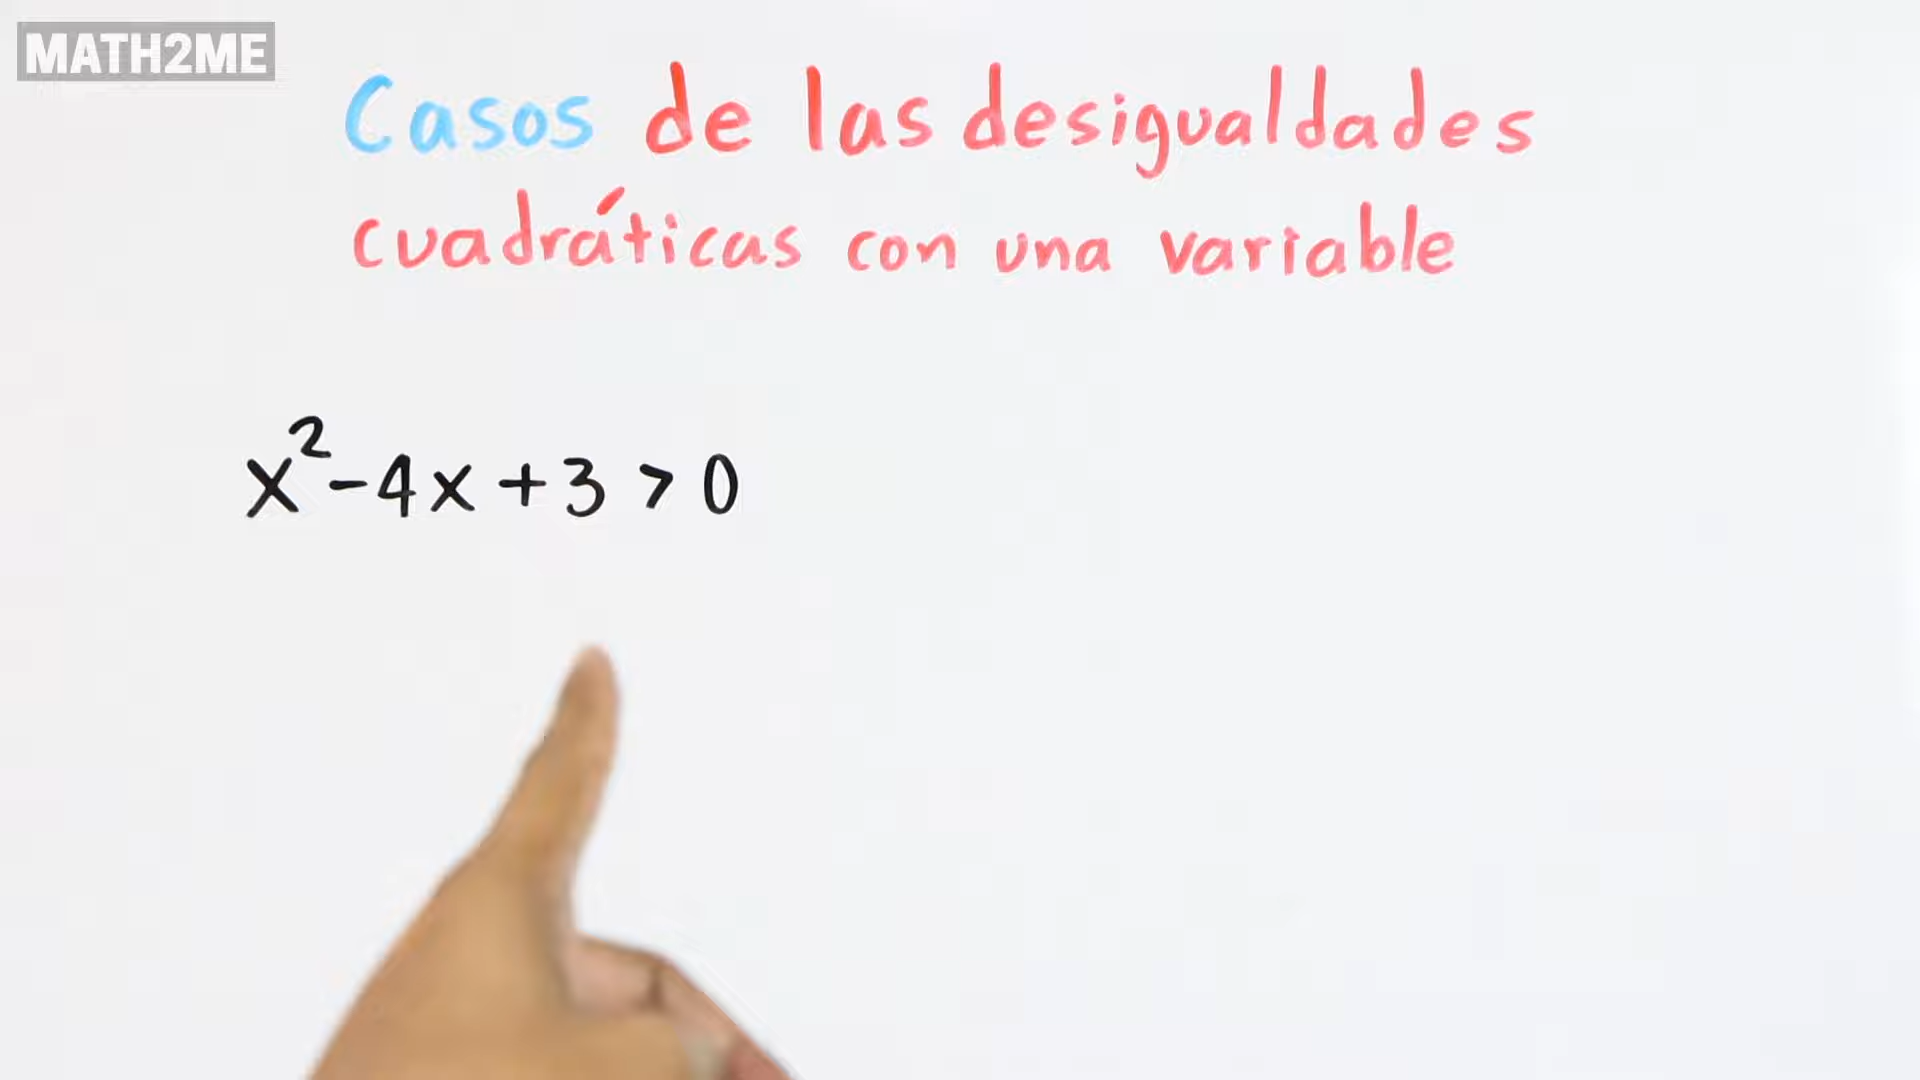 MATH2ME
Casos de las desigualdades
cuadráticas con una variable
x²-4x+3>0